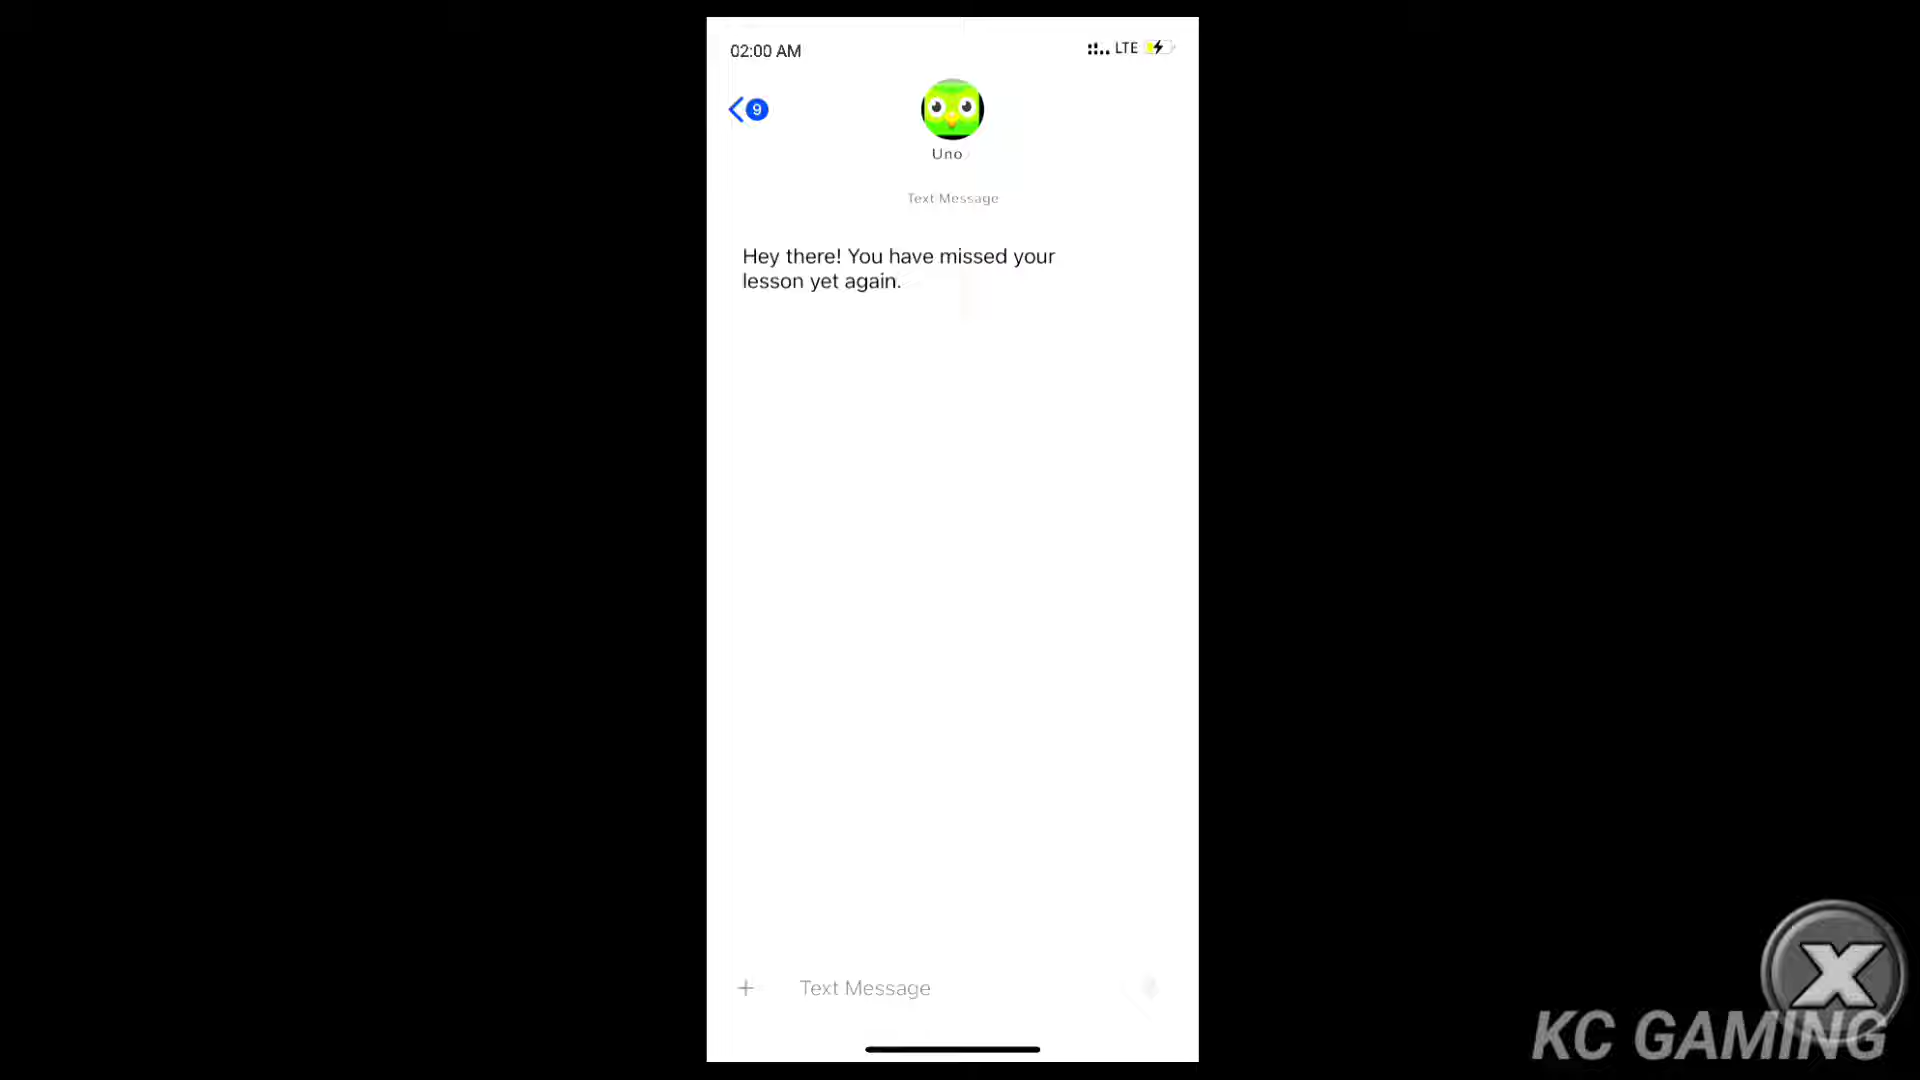 02:00 AM
LTE
9
Uno
Text Message
Hey there! You have missed your
lesson yet again.
Text Message
X
KC GAMING